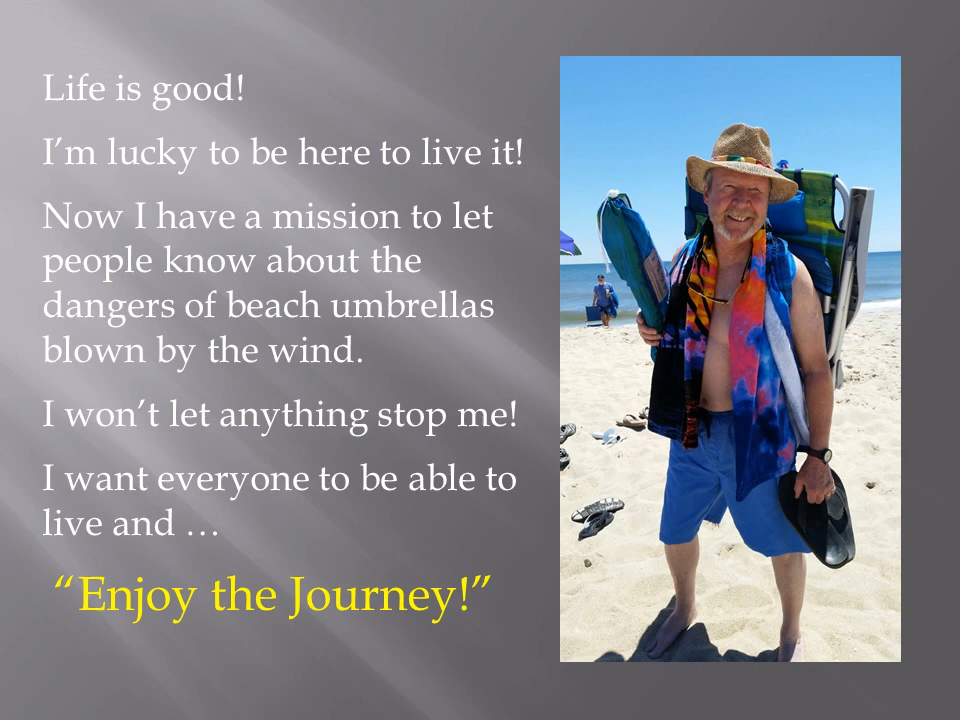 Life is good!
I’m lucky to be here to live it!
Now I have a mission to let
people know about the
dangers of beach umbrellas
blown by the wind.
I won’t let anything stop me!
I want everyone to be able to
live and …
“Enjoy the Journey!”